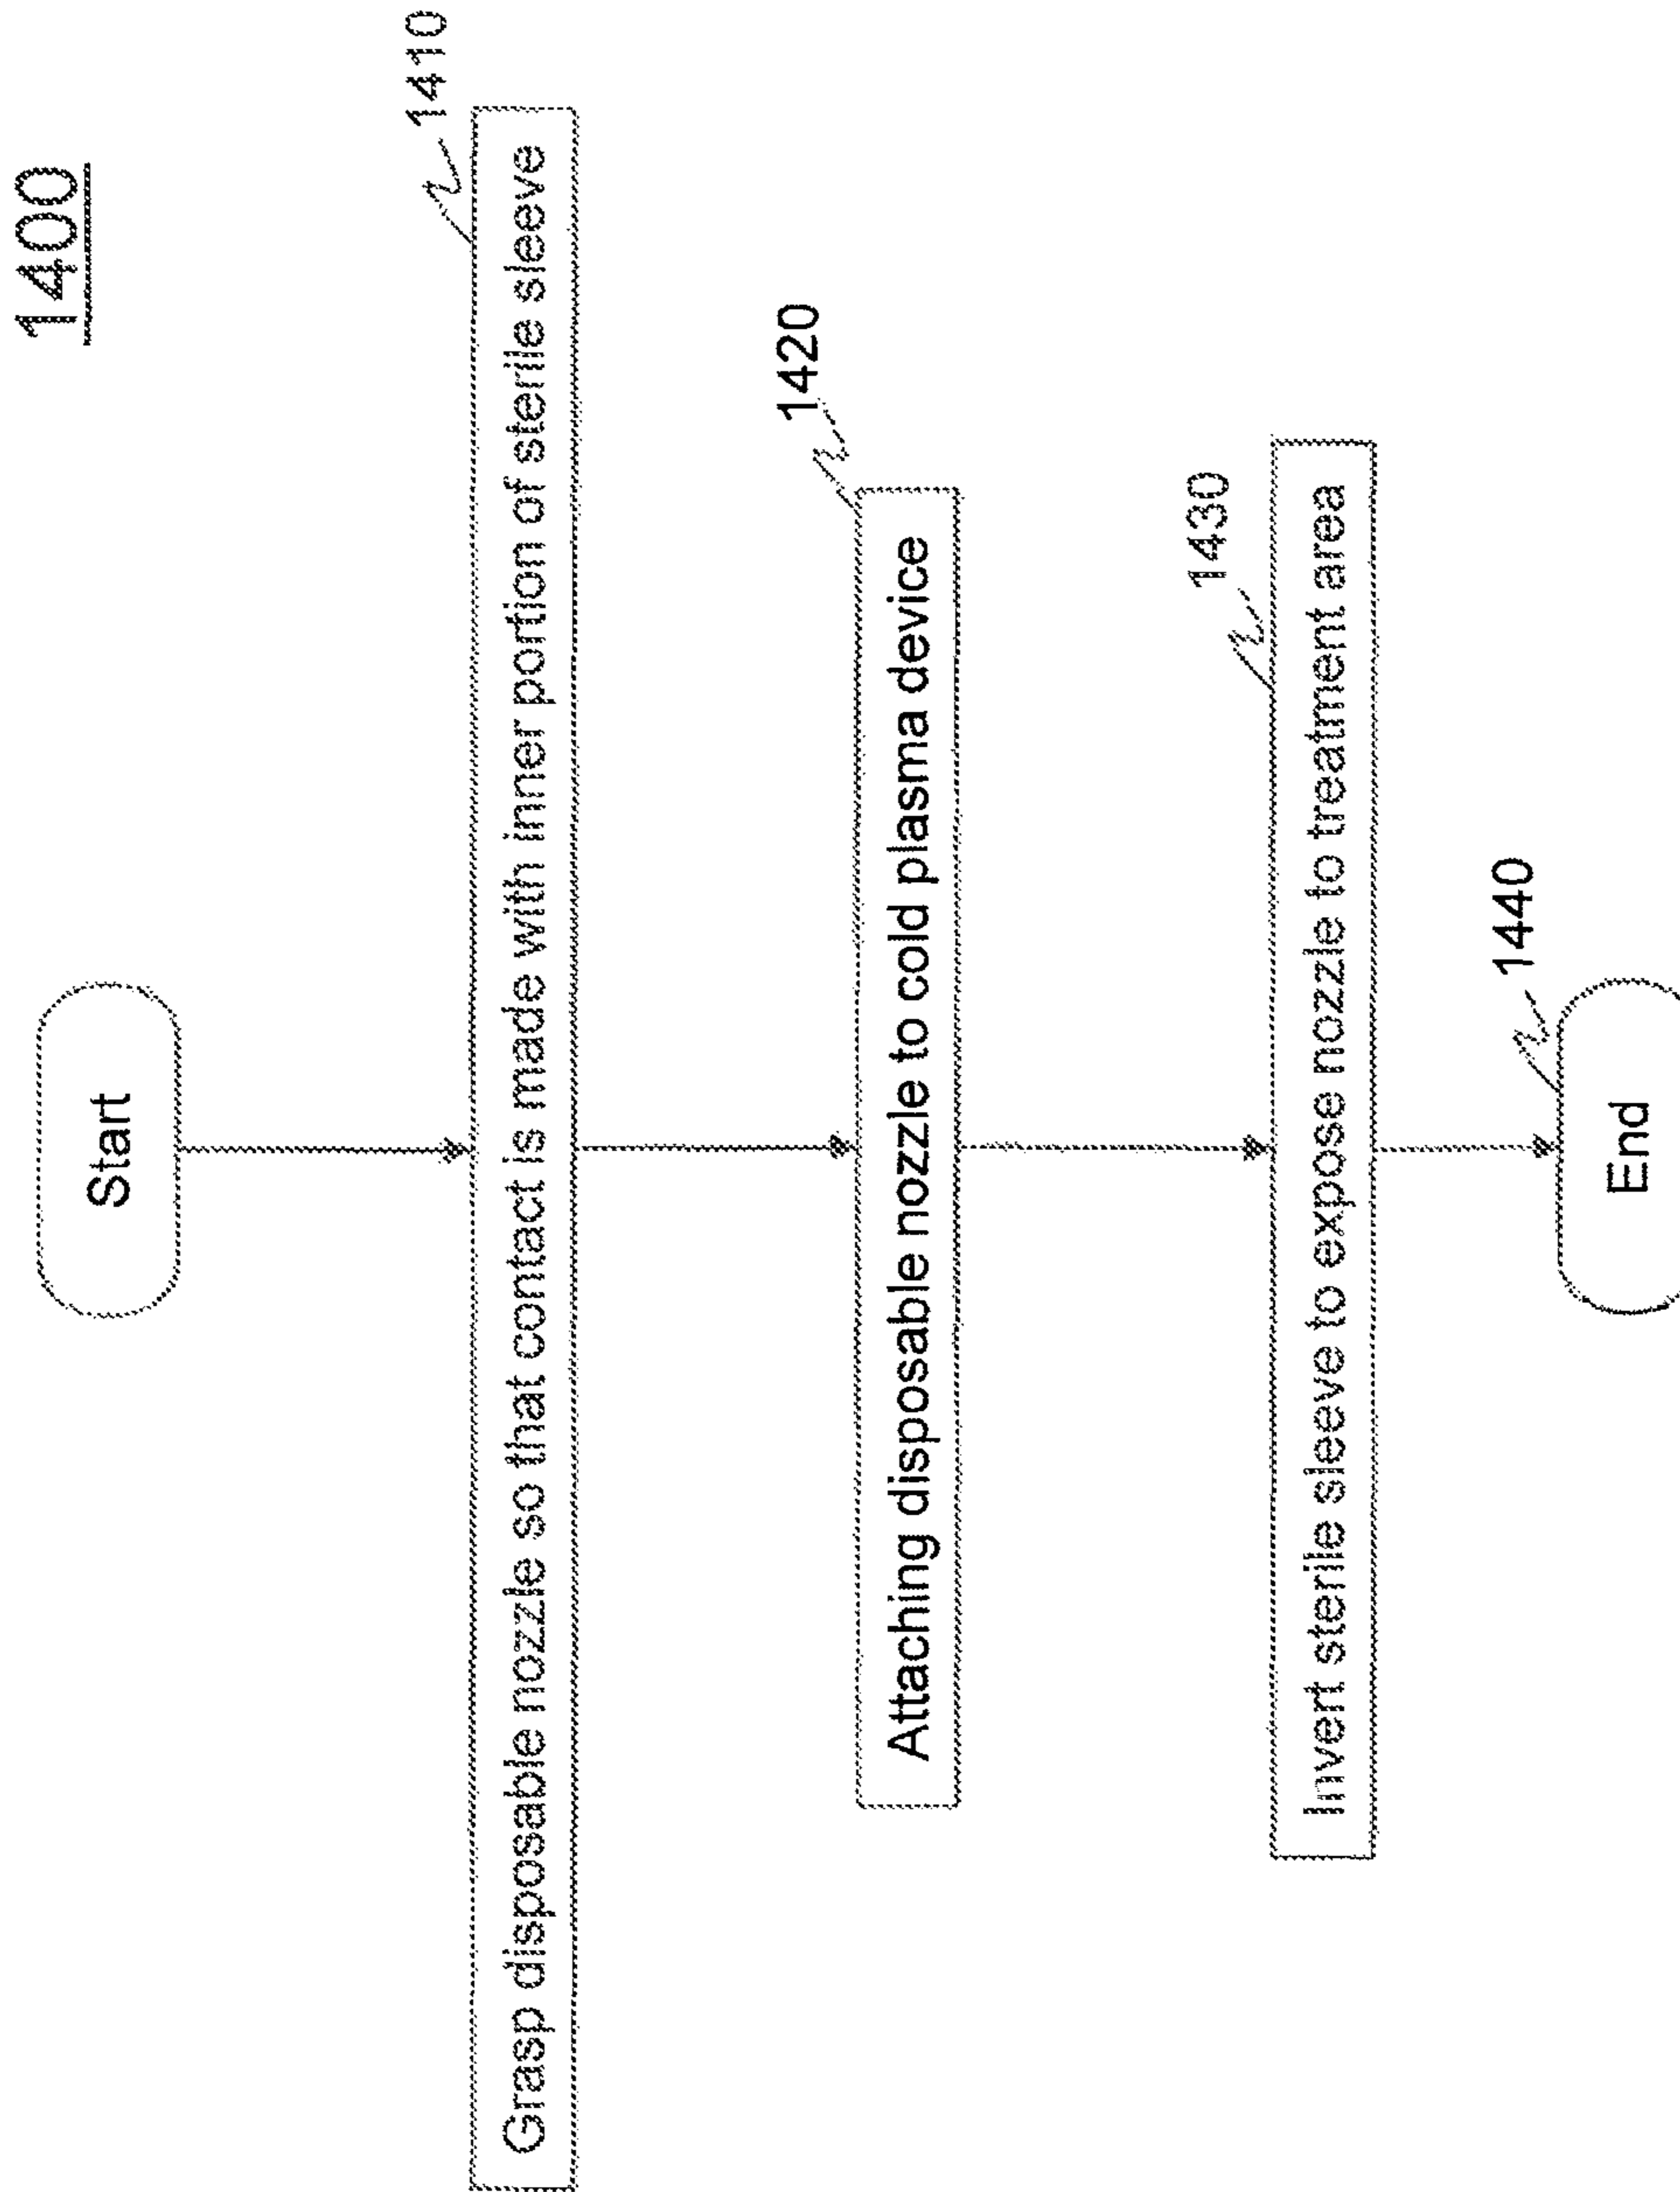 1400
Start
1410
Grasp disposable nozzle so that contact is made with inner portion of sterile sleeve
1420
Attaching disposable nozzle to cold plasma device
1430
Invert sterile sleeve to expose nozzle to treatment area
1440
End